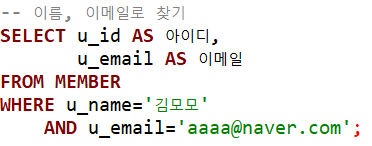 -- 이름, 이메일로 찾기
SELECT u_id AS 아이디,
       u_email AS 이메일
FROM MEMBER
WHERE u_name='김모모'
    AND u_email='aaaa@naver.com';